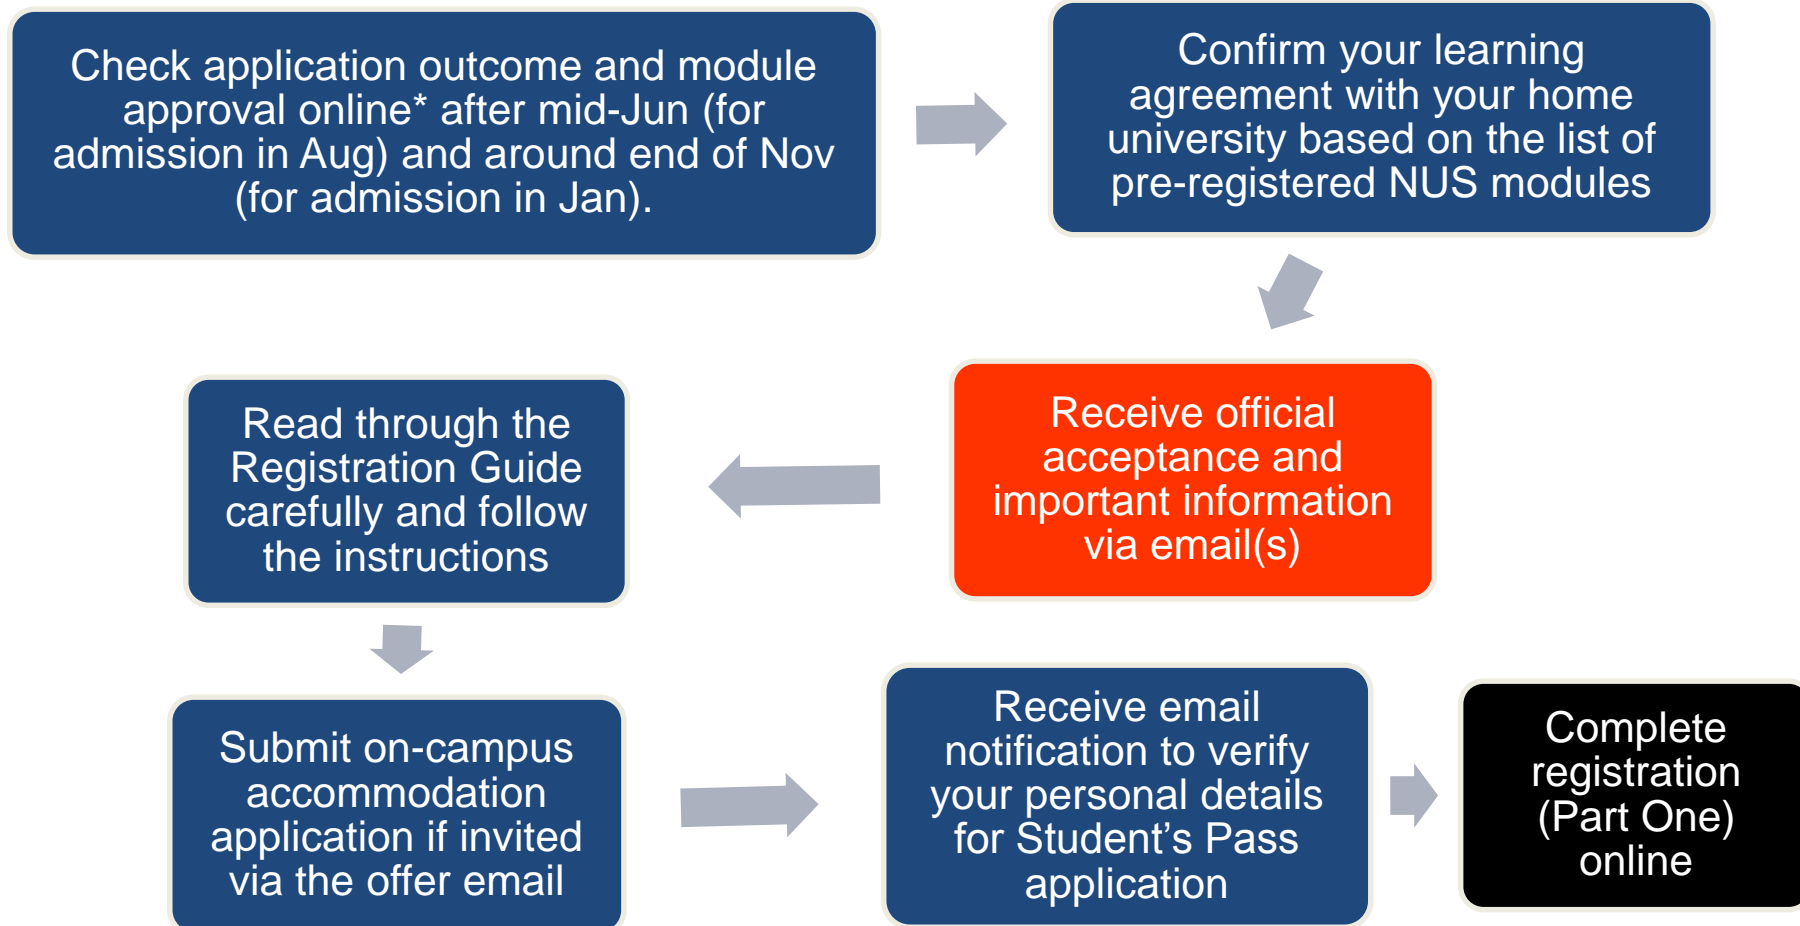 Check application outcome and module
approval online* after mid-Jun (for
admission in Aug) and around end of Nov
(for admission in Jan).
Confirm your learning
agreement with your home
university based on the list of
pre-registered NUS modules
Receive official
acceptance and
important information
via email(s)
Read through the
Registration Guide
carefully and follow
the instructions
Submit on-campus
accommodation
application if invited
via the offer email
Receive email
notification to verify
your personal details
for Student’s Pass
application
Complete
registration
(Part One)
online